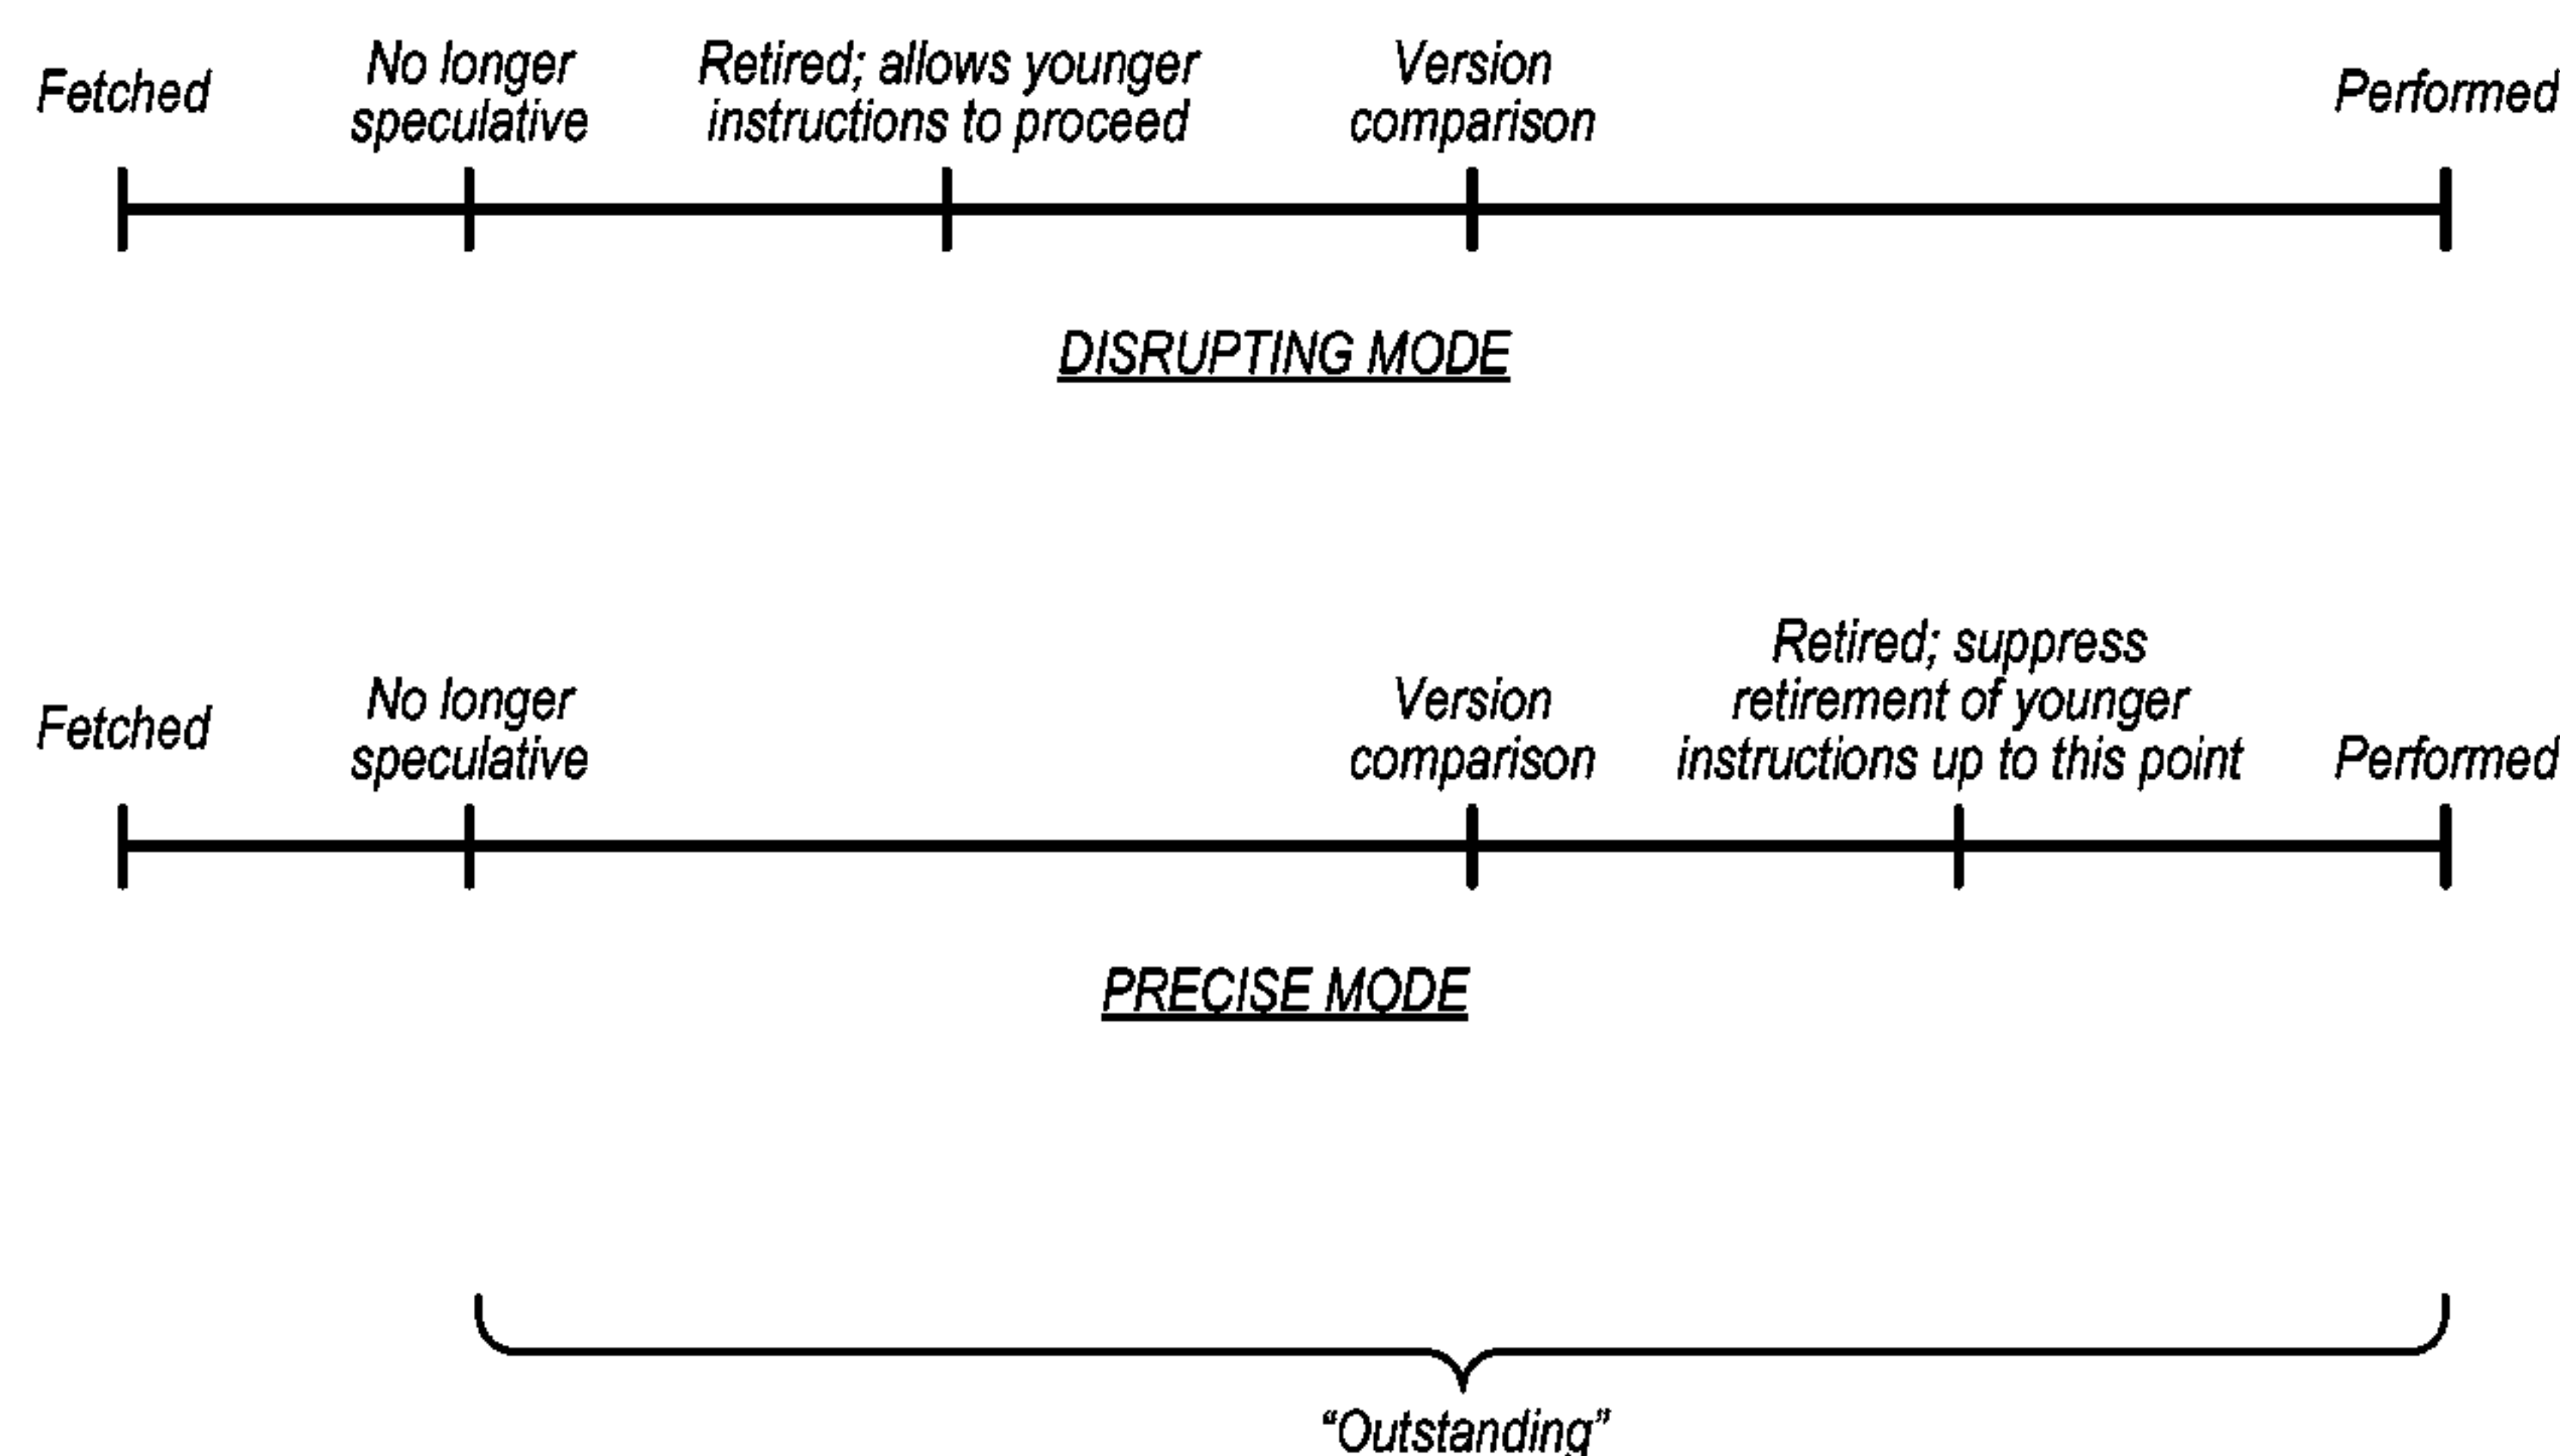 Fetched
No longer
speculative
Retired; allows younger
instructions to proceed
Version
comparison
Performed
DISRUPTING MODE
Fetched
No longer
speculative
Version
comparison
Retired; suppress
retirement of younger
instructions up to this point
Performed
PRECISE MODE
“Outstanding”